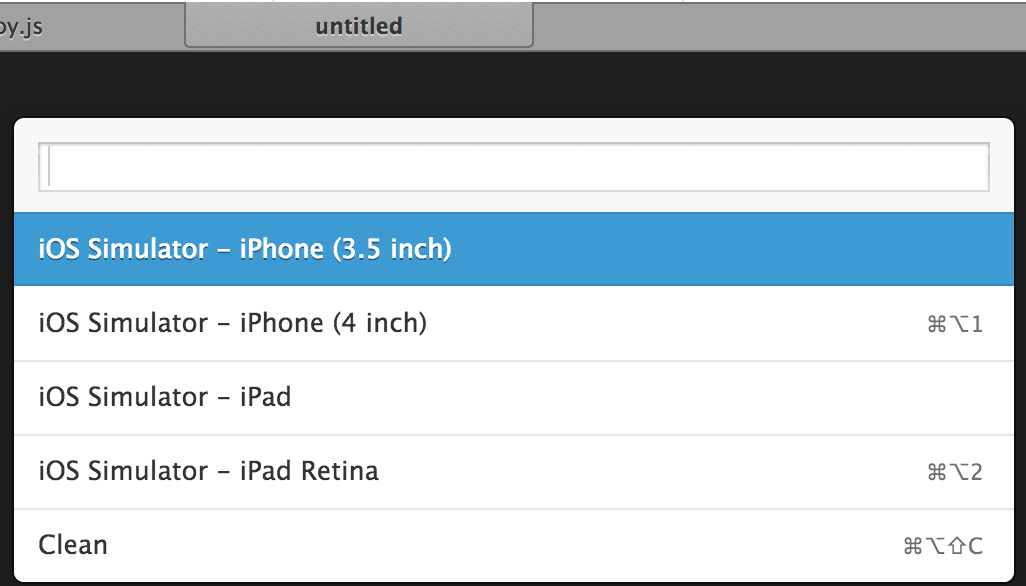 oy.js
untitled
iOS Simulator – iPhone (3.5 inch)
iOS Simulator – iPhone (4 inch) ⌘⌥1
iOS Simulator – iPad
iOS Simulator – iPad Retina ⌘⌥2
Clean ⌘⌥⇧C